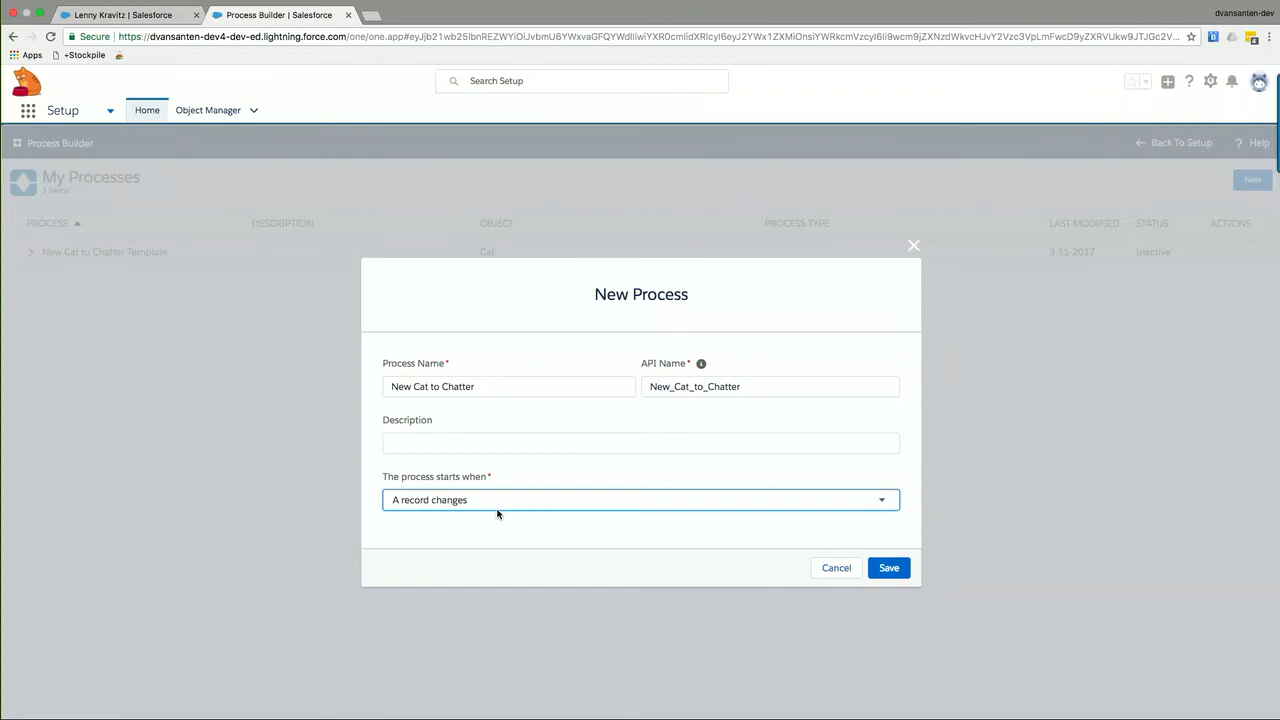 Lenny Kravitz | Salesforce
Process Builder | Salesforce
dvansanten-dev
Secure
Apps
+Stockpile
Search Setup
Setup
Home
Object Manager
Process Builder
Back To Setup
? Help
My Processes
1 items
New
PROCESS
DESCRIPTION
OBJECT
PROCESS TYPE
LAST MODIFIED
STATUS
ACTIONS
New Cat to Chatter Template
Cat
3-11-2017
Inactive
New Process
Process Name*
API Name*
New Cat to Chatter
New_Cat_to_Chatter
Description
The process starts when*
A record changes
Cancel
Save